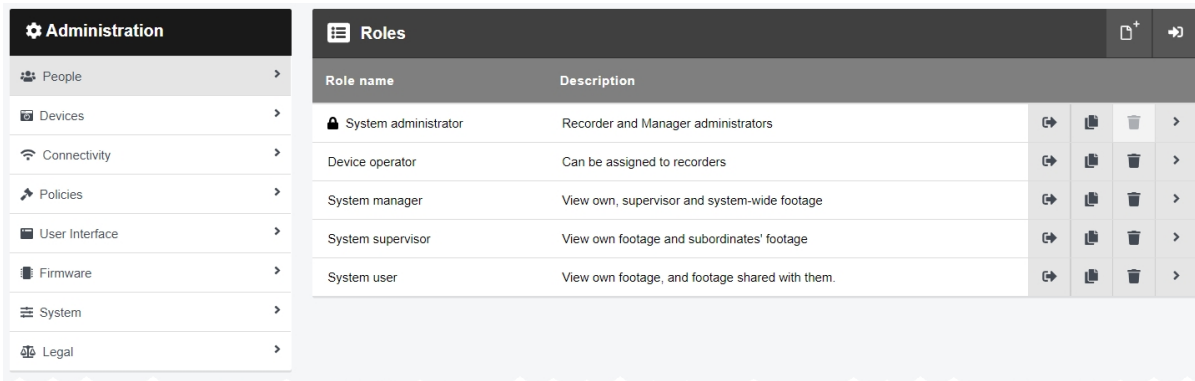 Administration
People
Devices
Connectivity
Policies
User Interface
Firmware
System
Legal
Roles
Role name Description
System administrator Recorder and Manager administrators
Device operator Can be assigned to recorders
System manager View own, supervisor and system-wide footage
System supervisor View own footage and subordinates' footage
System user View own footage, and footage shared with them.